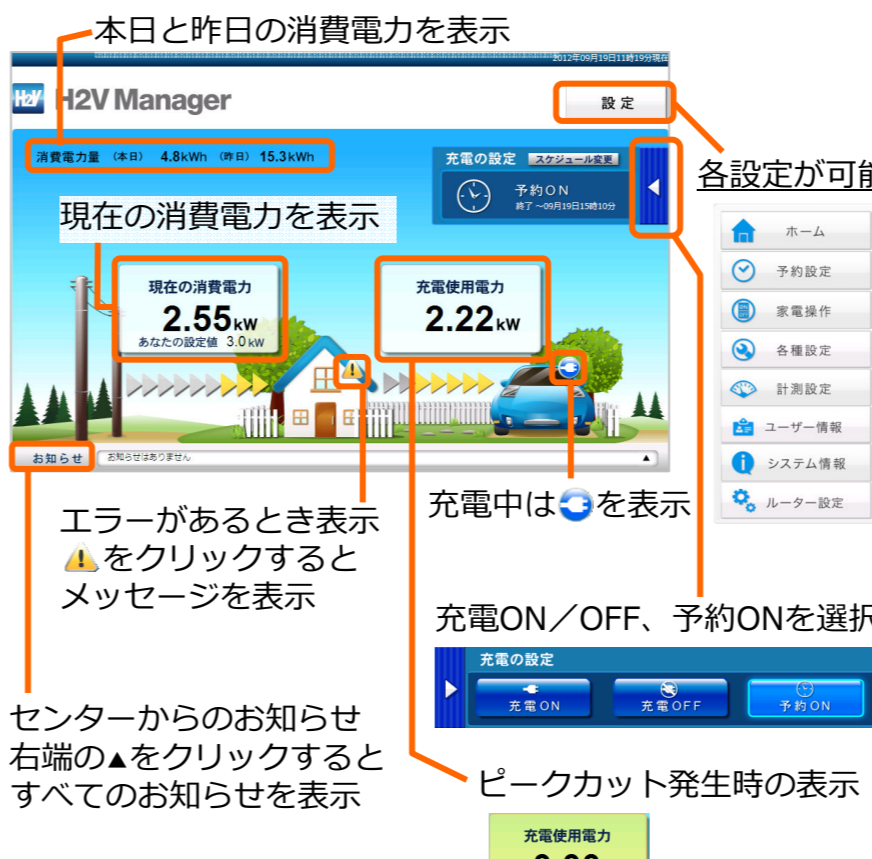 本日と昨日の消費電力を表示
2012年09月19日11時19分現在
H2V H2V Manager
設定
消費電力量 (本日) 4.8kWh (昨日) 15.3kWh
充電の設定 スケジュール変更
予約ON
終了 ～09月19日15時10分
各設定が可能
現在の消費電力を表示
現在の消費電力
2.55kW
あなたの設定値 3.0kW
充電使用電力
2.22kW
ホーム
予約設定
家電操作
各種設定
計測設定
ユーザー情報
システム情報
ルーター設定
お知らせ お知らせはありません ▲
エラーがあるとき表示
をクリックすると
メッセージを表示
充電中はを表示
充電ON／OFF、予約ONを選択
充電の設定
充電ON
充電OFF
予約ON
センターからのお知らせ
右端の▲をクリックすると
すべてのお知らせを表示
ピークカット発生時の表示
充電使用電力